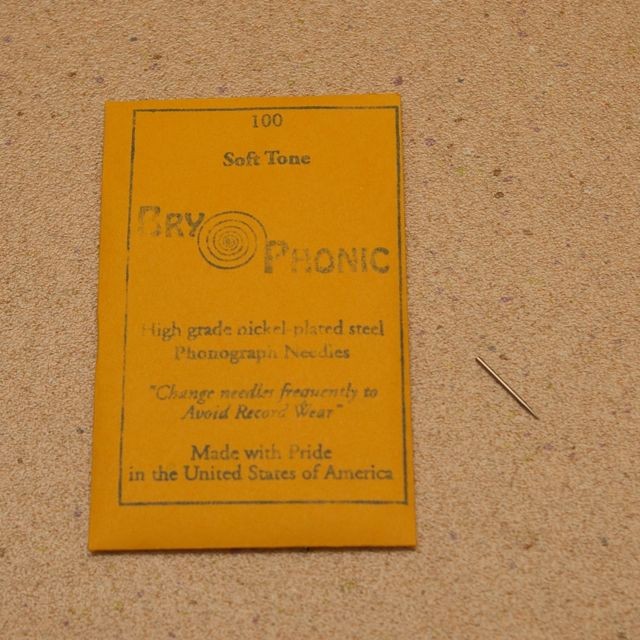 100
Soft Tone
BRY
PHONIC
High grade nickel-plated steel
Phonograph Needles
"Change needles frequently to
Avoid Record Wear"
Made with Pride
in the United States of America